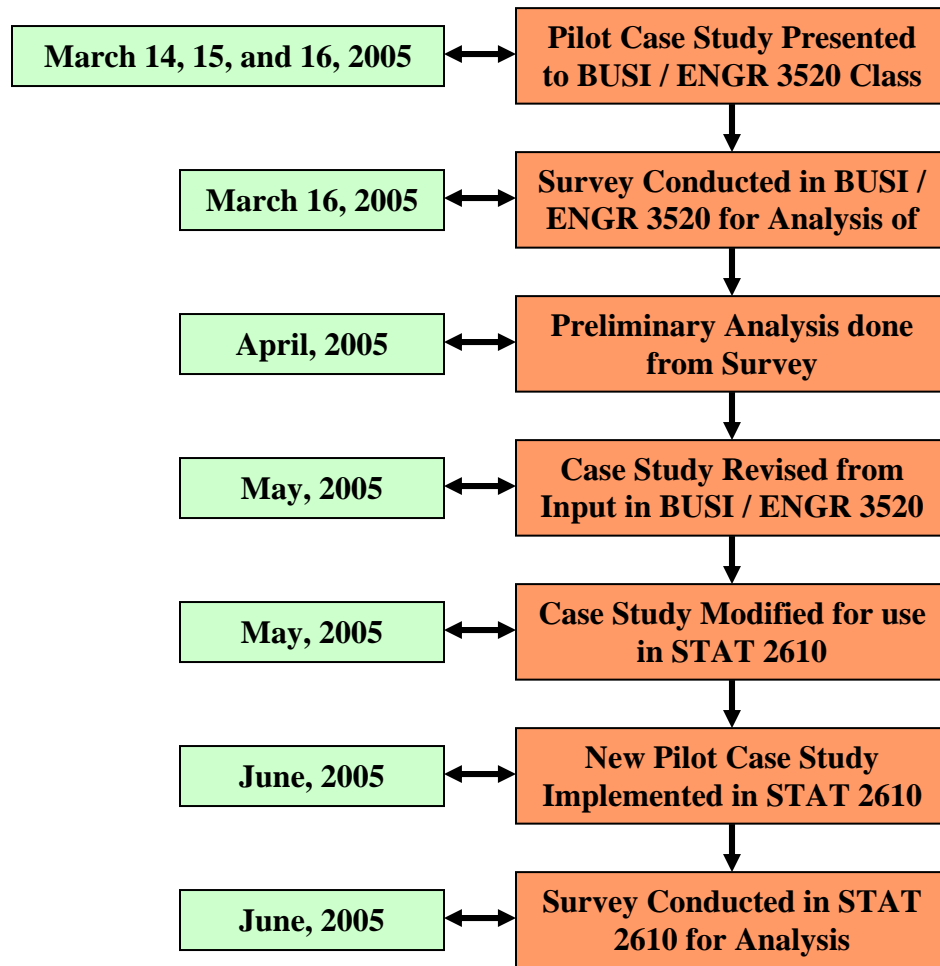 March 14, 15, and 16, 2005
Pilot Case Study Presented
to BUSI / ENGR 3520 Class
March 16, 2005
Survey Conducted in BUSI /
ENGR 3520 for Analysis of
April, 2005
Preliminary Analysis done
from Survey
May, 2005
Case Study Revised from
Input in BUSI / ENGR 3520
May, 2005
Case Study Modified for use
in STAT 2610
June, 2005
New Pilot Case Study
Implemented in STAT 2610
June, 2005
Survey Conducted in STAT
2610 for Analysis